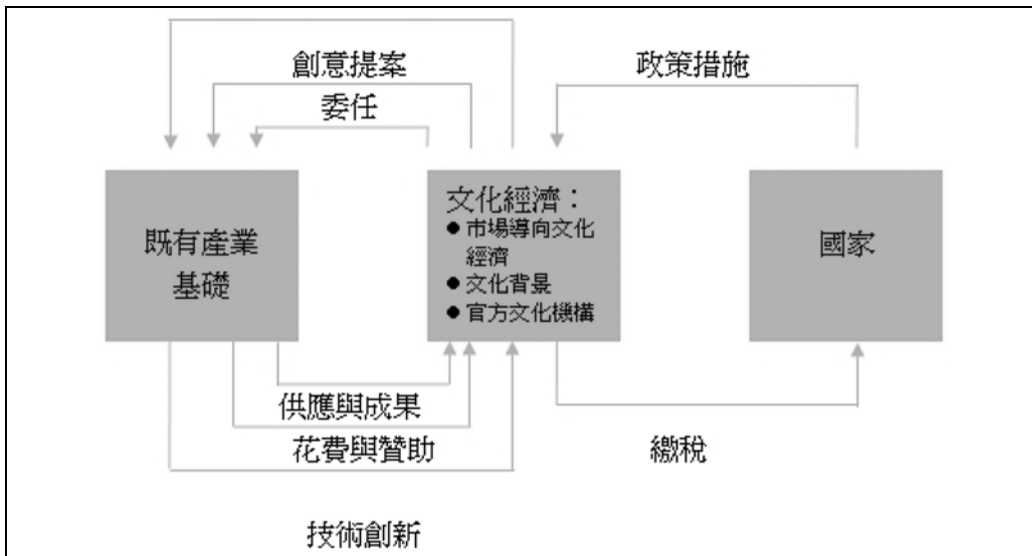 創意提案
政策措施
委任
既有產業
基礎
文化經濟：
●市場導向文化
經濟
●文化背景
●官方文化機構
國家
供應與成果
花費與贊助
繳稅
技術創新